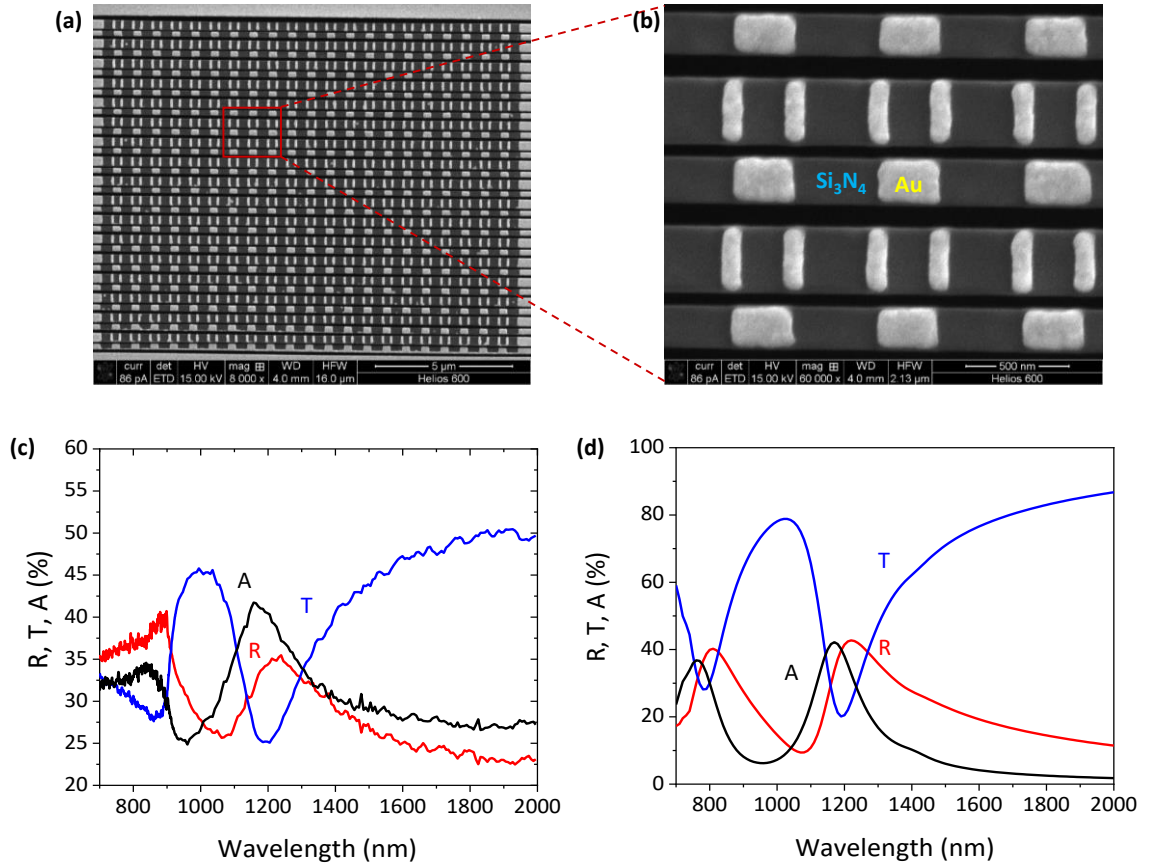 (a)
(b)
Si3N4
Au
curr det HV mag ⊞ WD HFW 5 µm
86 pA ETD 15.00 kV 8 000 x 4.0 mm 16.0 µm Helios 600
curr det HV mag ⊞ WD HFW 500 nm
86 pA ETD 15.00 kV 60 000 x 4.0 mm 2.13 µm Helios 600
(c)
R, T, A (%)
60
55
50
45
40
35
30
25
20
A
T
R
800 1000 1200 1400 1600 1800 2000
Wavelength (nm)
(d)
R, T, A (%)
100
80
60
40
20
0
T
R
A
800 1000 1200 1400 1600 1800 2000
Wavelength (nm)